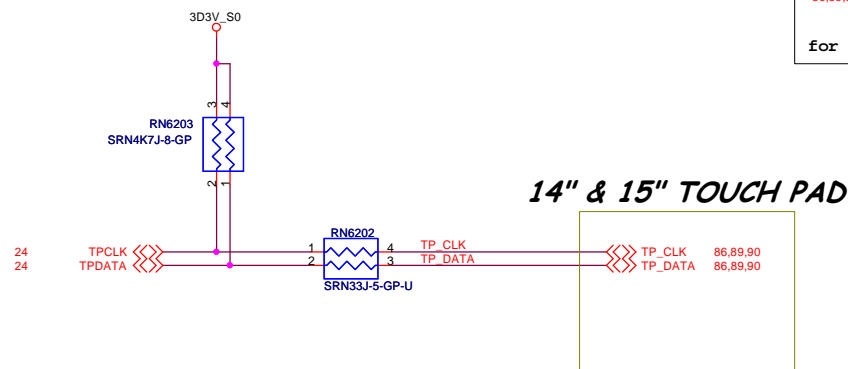 3D3V_S0
for
3
4
RN6203
SRN4K7J-8-GP
2
1
14" & 15" TOUCH PAD
RN6202
24 TPCLK 1 4 TP_CLK TP_CLK 86,89,90
24 TPDATA 2 3 TP_DATA TP_DATA 86,89,90
SRN33J-5-GP-U